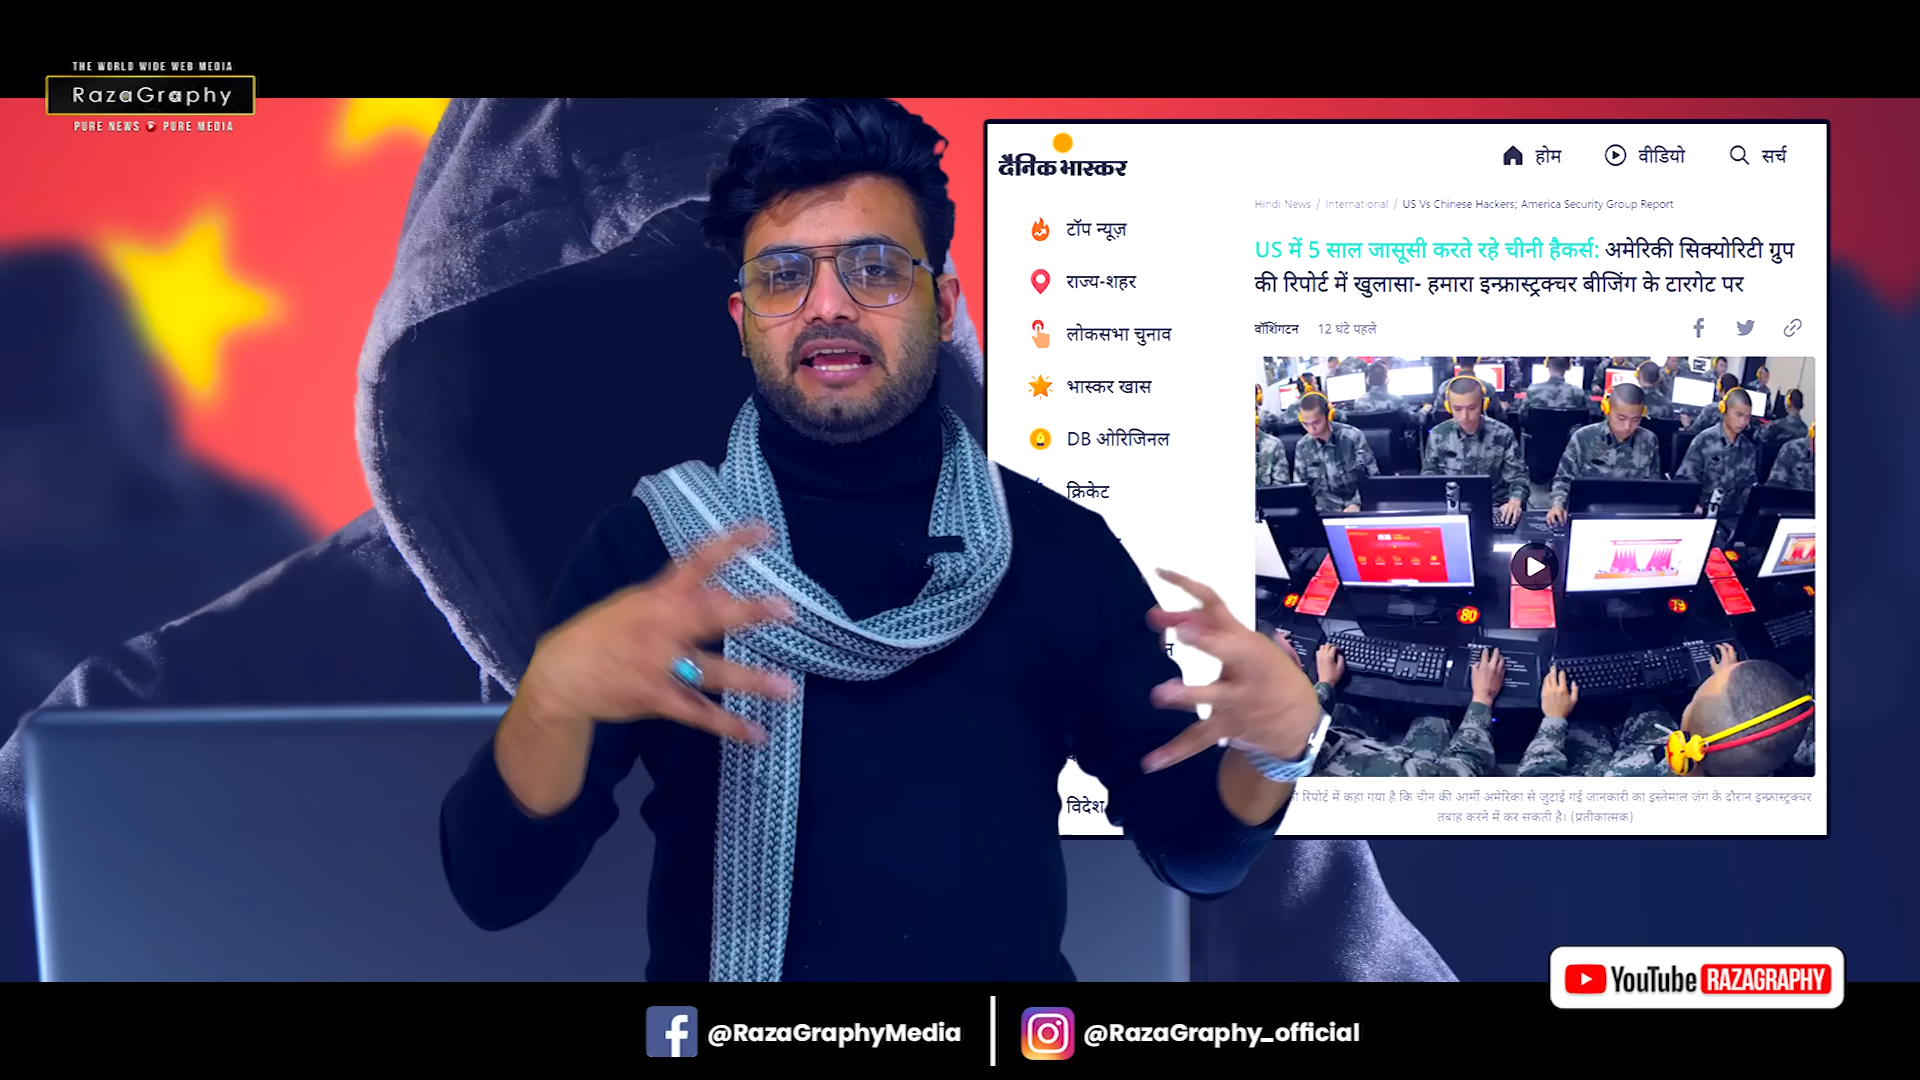 THE WORLD WIDE WEB MEDIA
RazaGraphy
PURE NEWS PURE MEDIA
दैनिक भास्कर
होम
वीडियो
सर्च
टॉप न्यूज़
राज्य-शहर
लोकसभा चुनाव
भास्कर खास
DB ओरिजिनल
क्रिकेट
विदेश
Hindi News / International / US Vs Chinese Hackers; America Security Group Report
US में 5 साल जासूसी करते रहे चीनी हैकर्स: अमेरिकी सिक्योरिटी ग्रुप
की रिपोर्ट में खुलासा- हमारा इन्फ्रास्ट्रक्चर बीजिंग के टारगेट पर
वॉशिंगटन 12 घंटे पहले
81
80
79
रिपोर्ट में कहा गया है कि चीन की आर्मी अमेरिका से जुटाई गई जानकारी का इस्तेमाल जंग के दौरान इन्फ्रास्ट्रक्चर
तबाह करने में कर सकती है। (प्रतीकात्मक)
YouTube RAZAGRAPHY
@RazaGraphyMedia
@RazaGraphy_official